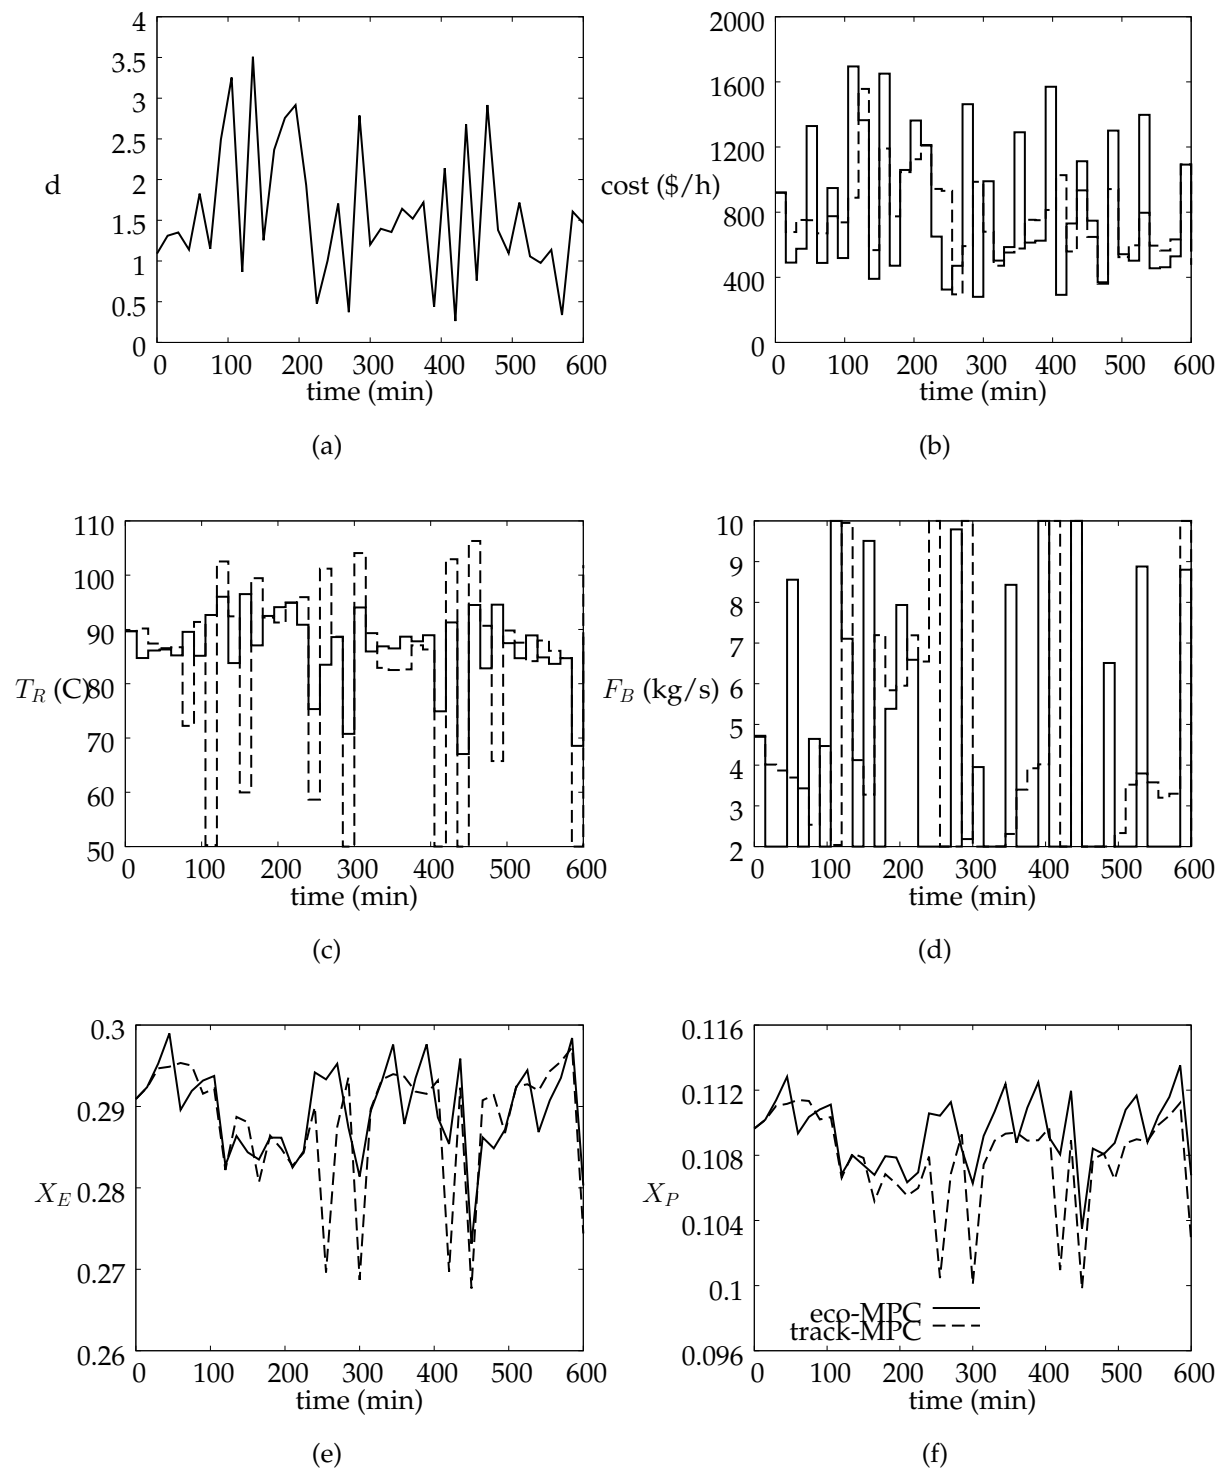 4
3.5
3
2.5
d
2
1.5
1
0.5
0
0 100 200 300 400 500 600
time (min)
(a)
2000
1600
1200
cost ($/h)
800
400
0
0 100 200 300 400 500 600
time (min)
(b)
110
100
90
T_R (C)
80
70
60
50
0 100 200 300 400 500 600
time (min)
(c)
10
9
8
7
F_B (kg/s)
6
5
4
3
2
0 100 200 300 400 500 600
time (min)
(d)
0.3
0.29
X_E
0.28
0.27
0.26
0 100 200 300 400 500 600
time (min)
(e)
0.116
0.112
0.108
X_P
0.104
0.1
eco-MPC
track-MPC
0.096
0 100 200 300 400 500 600
time (min)
(f)